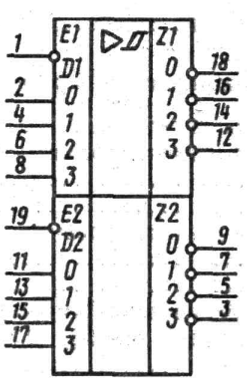 E1 Z1
1 D1 0 18
2 0 1 16
4 1 2 14
6 2 3 12
8 3
E2 Z2
19 D2 0 9
11 0 1 7
13 1 2 5
15 2 3 3
17 3